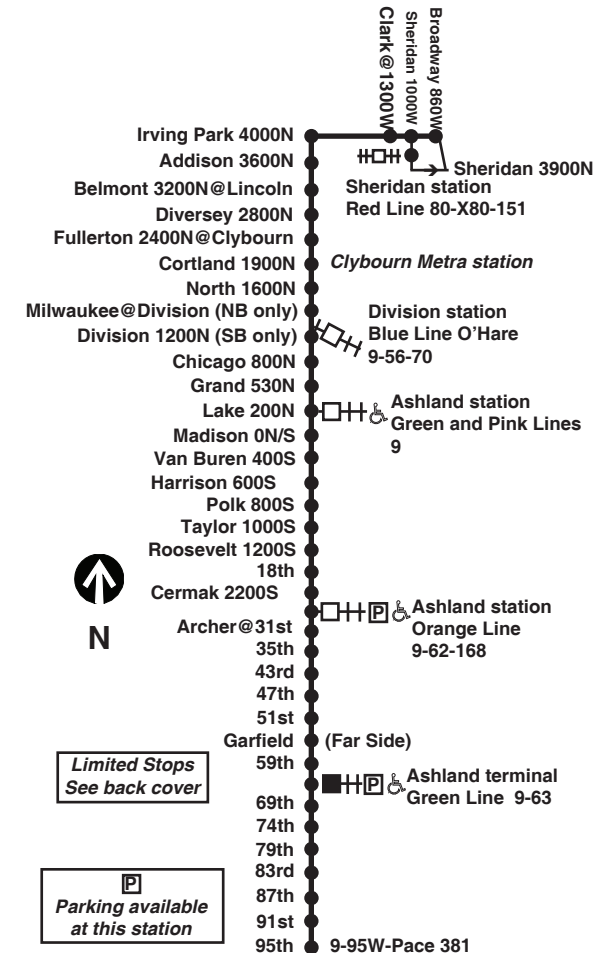 Clark@1300W
Sheridan 1000W
Broadway 860W
Irving Park 4000N
Addison 3600N
Sheridan 3900N
Belmont 3200N@Lincoln
Sheridan station
Red Line 80-X80-151
Diversey 2800N
Fullerton 2400N@Clybourn
Cortland 1900N
Clybourn Metra station
North 1600N
Milwaukee@Division (NB only)
Division 1200N (SB only)
Division station
Blue Line O'Hare
9-56-70
Chicago 800N
Grand 530N
Lake 200N
Ashland station
Green and Pink Lines
9
Madison 0N/S
Van Buren 400S
Harrison 600S
Polk 800S
Taylor 1000S
Roosevelt 1200S
18th
N
Cermak 2200S
P
Ashland station
Orange Line
9-62-168
Archer@31st
35th
43rd
47th
51st
Garfield
(Far Side)
59th
Limited Stops
See back cover
P
Ashland terminal
Green Line 9-63
69th
74th
79th
83rd
87th
91st
95th
9-95W-Pace 381
P
Parking available
at this station